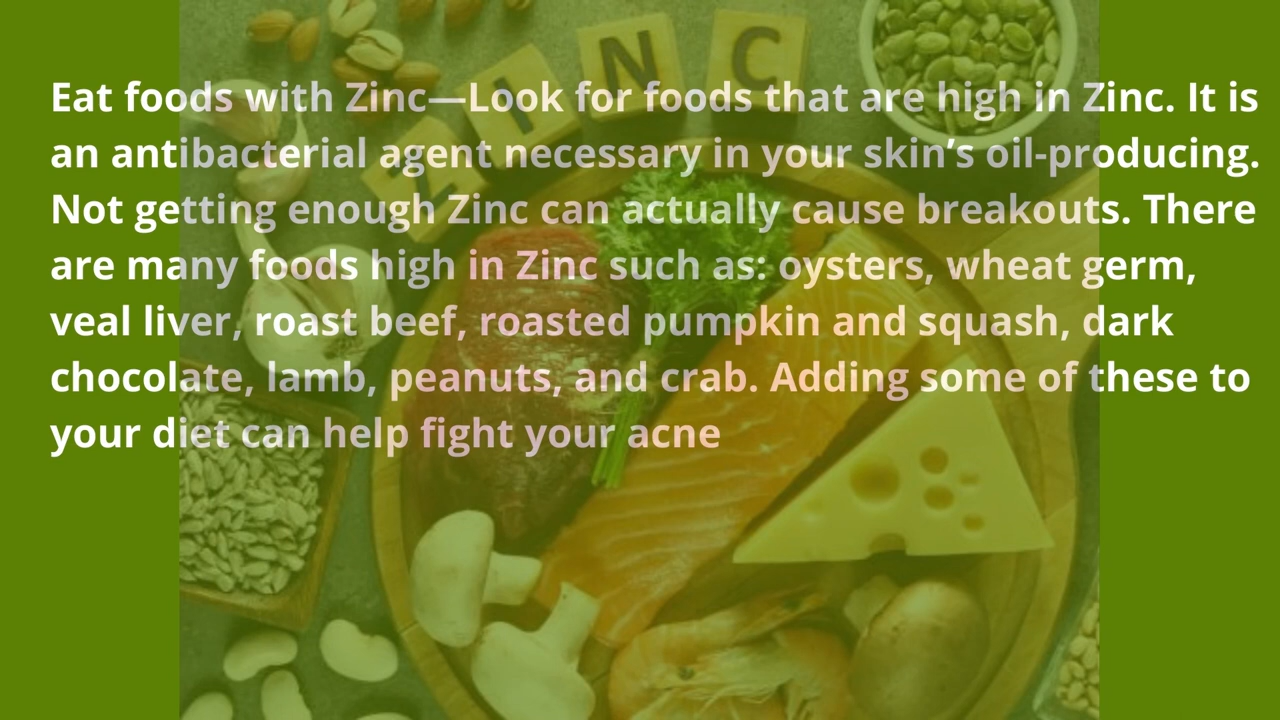 ZINC
Eat foods with Zinc—Look for foods that are high in Zinc. It is
an antibacterial agent necessary in your skin’s oil-producing.
Not getting enough Zinc can actually cause breakouts. There
are many foods high in Zinc such as: oysters, wheat germ,
veal liver, roast beef, roasted pumpkin and squash, dark
chocolate, lamb, peanuts, and crab. Adding some of these to
your diet can help fight your acne